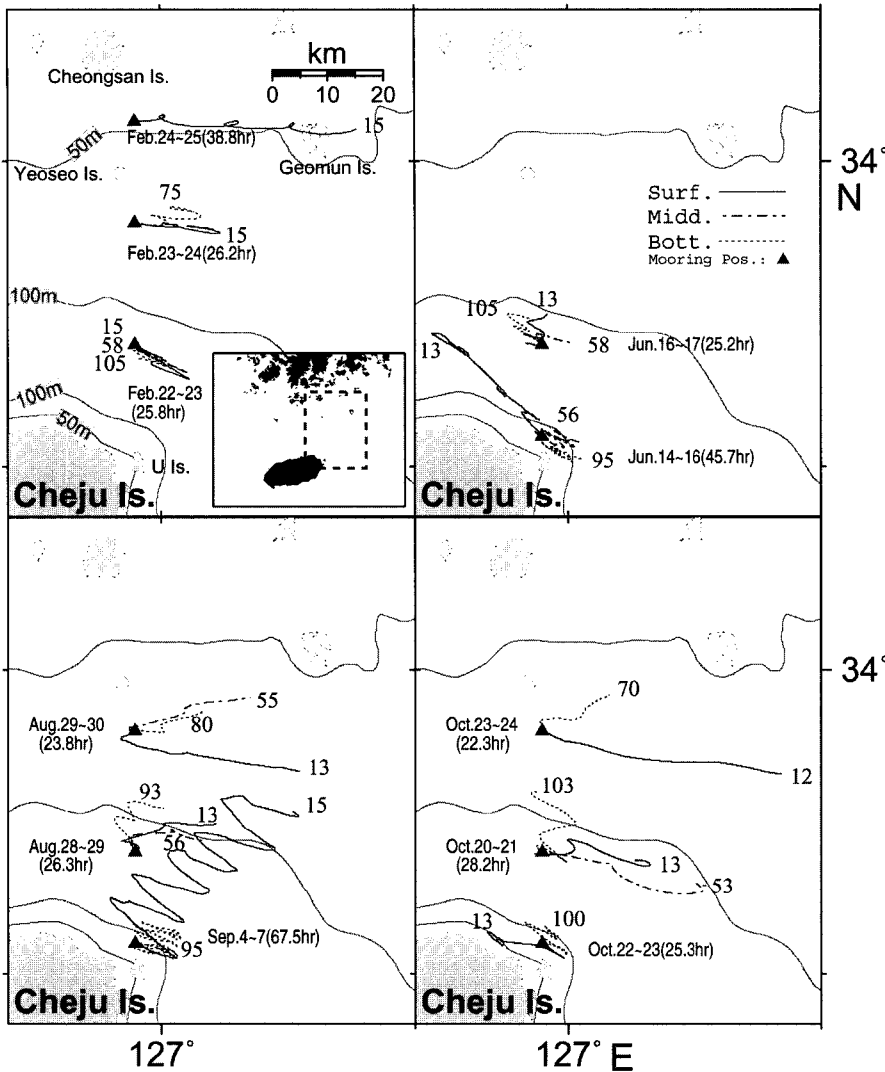 km
0 10 20
Cheongsan Is.
15
Feb.24~25(38.8hr)
50m
Yeoseo Is.
Geomun Is.
75
15
Feb.23~24(26.2hr)
100m
15
58
105
Feb.22~23
(25.8hr)
100m
50m
U Is.
Cheju Is.
34°
N
Surf.
Midd.
Bott.
Mooring Pos.: ▲
13
105
58
Jun.16~17(25.2hr)
13
56
95
Jun.14~16(45.7hr)
Cheju Is.
55
Aug.29~30
(23.8hr)
80
13
93
15
13
56
Aug.28~29
(26.3hr)
Sep.4~7(67.5hr)
95
Cheju Is.
127°
34°
70
Oct.23~24
(22.3hr)
12
103
Oct.20~21
(28.2hr)
13
53
100
13
Oct.22~23(25.3hr)
Cheju Is.
127° E